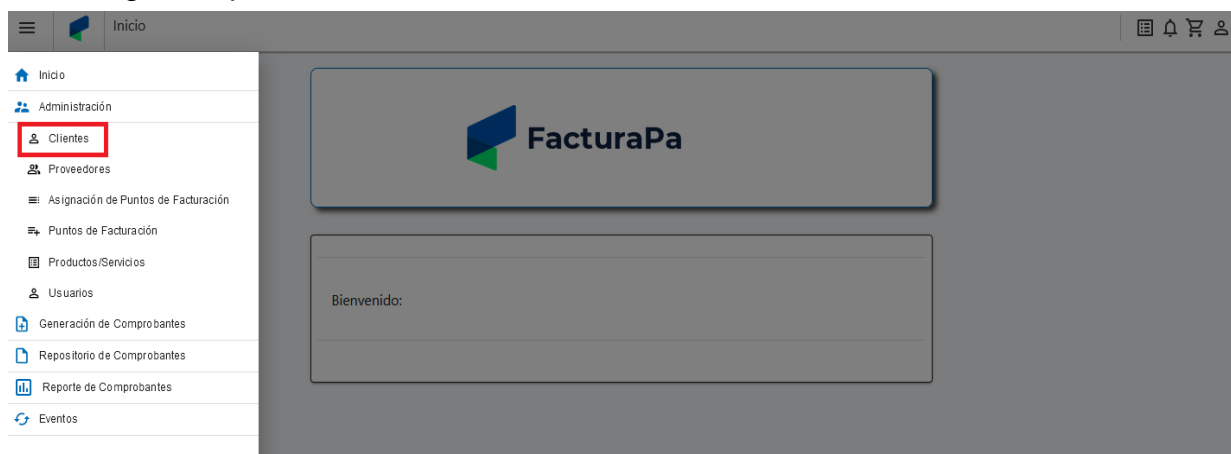 Inicio
Inicio
Administración
Clientes
Proveedores
Asignación de Puntos de Facturación
Puntos de Facturación
Productos/Servicios
Usuarios
Generación de Comprobantes
Repositorio de Comprobantes
Reporte de Comprobantes
Eventos
FacturaPa
Bienvenido: